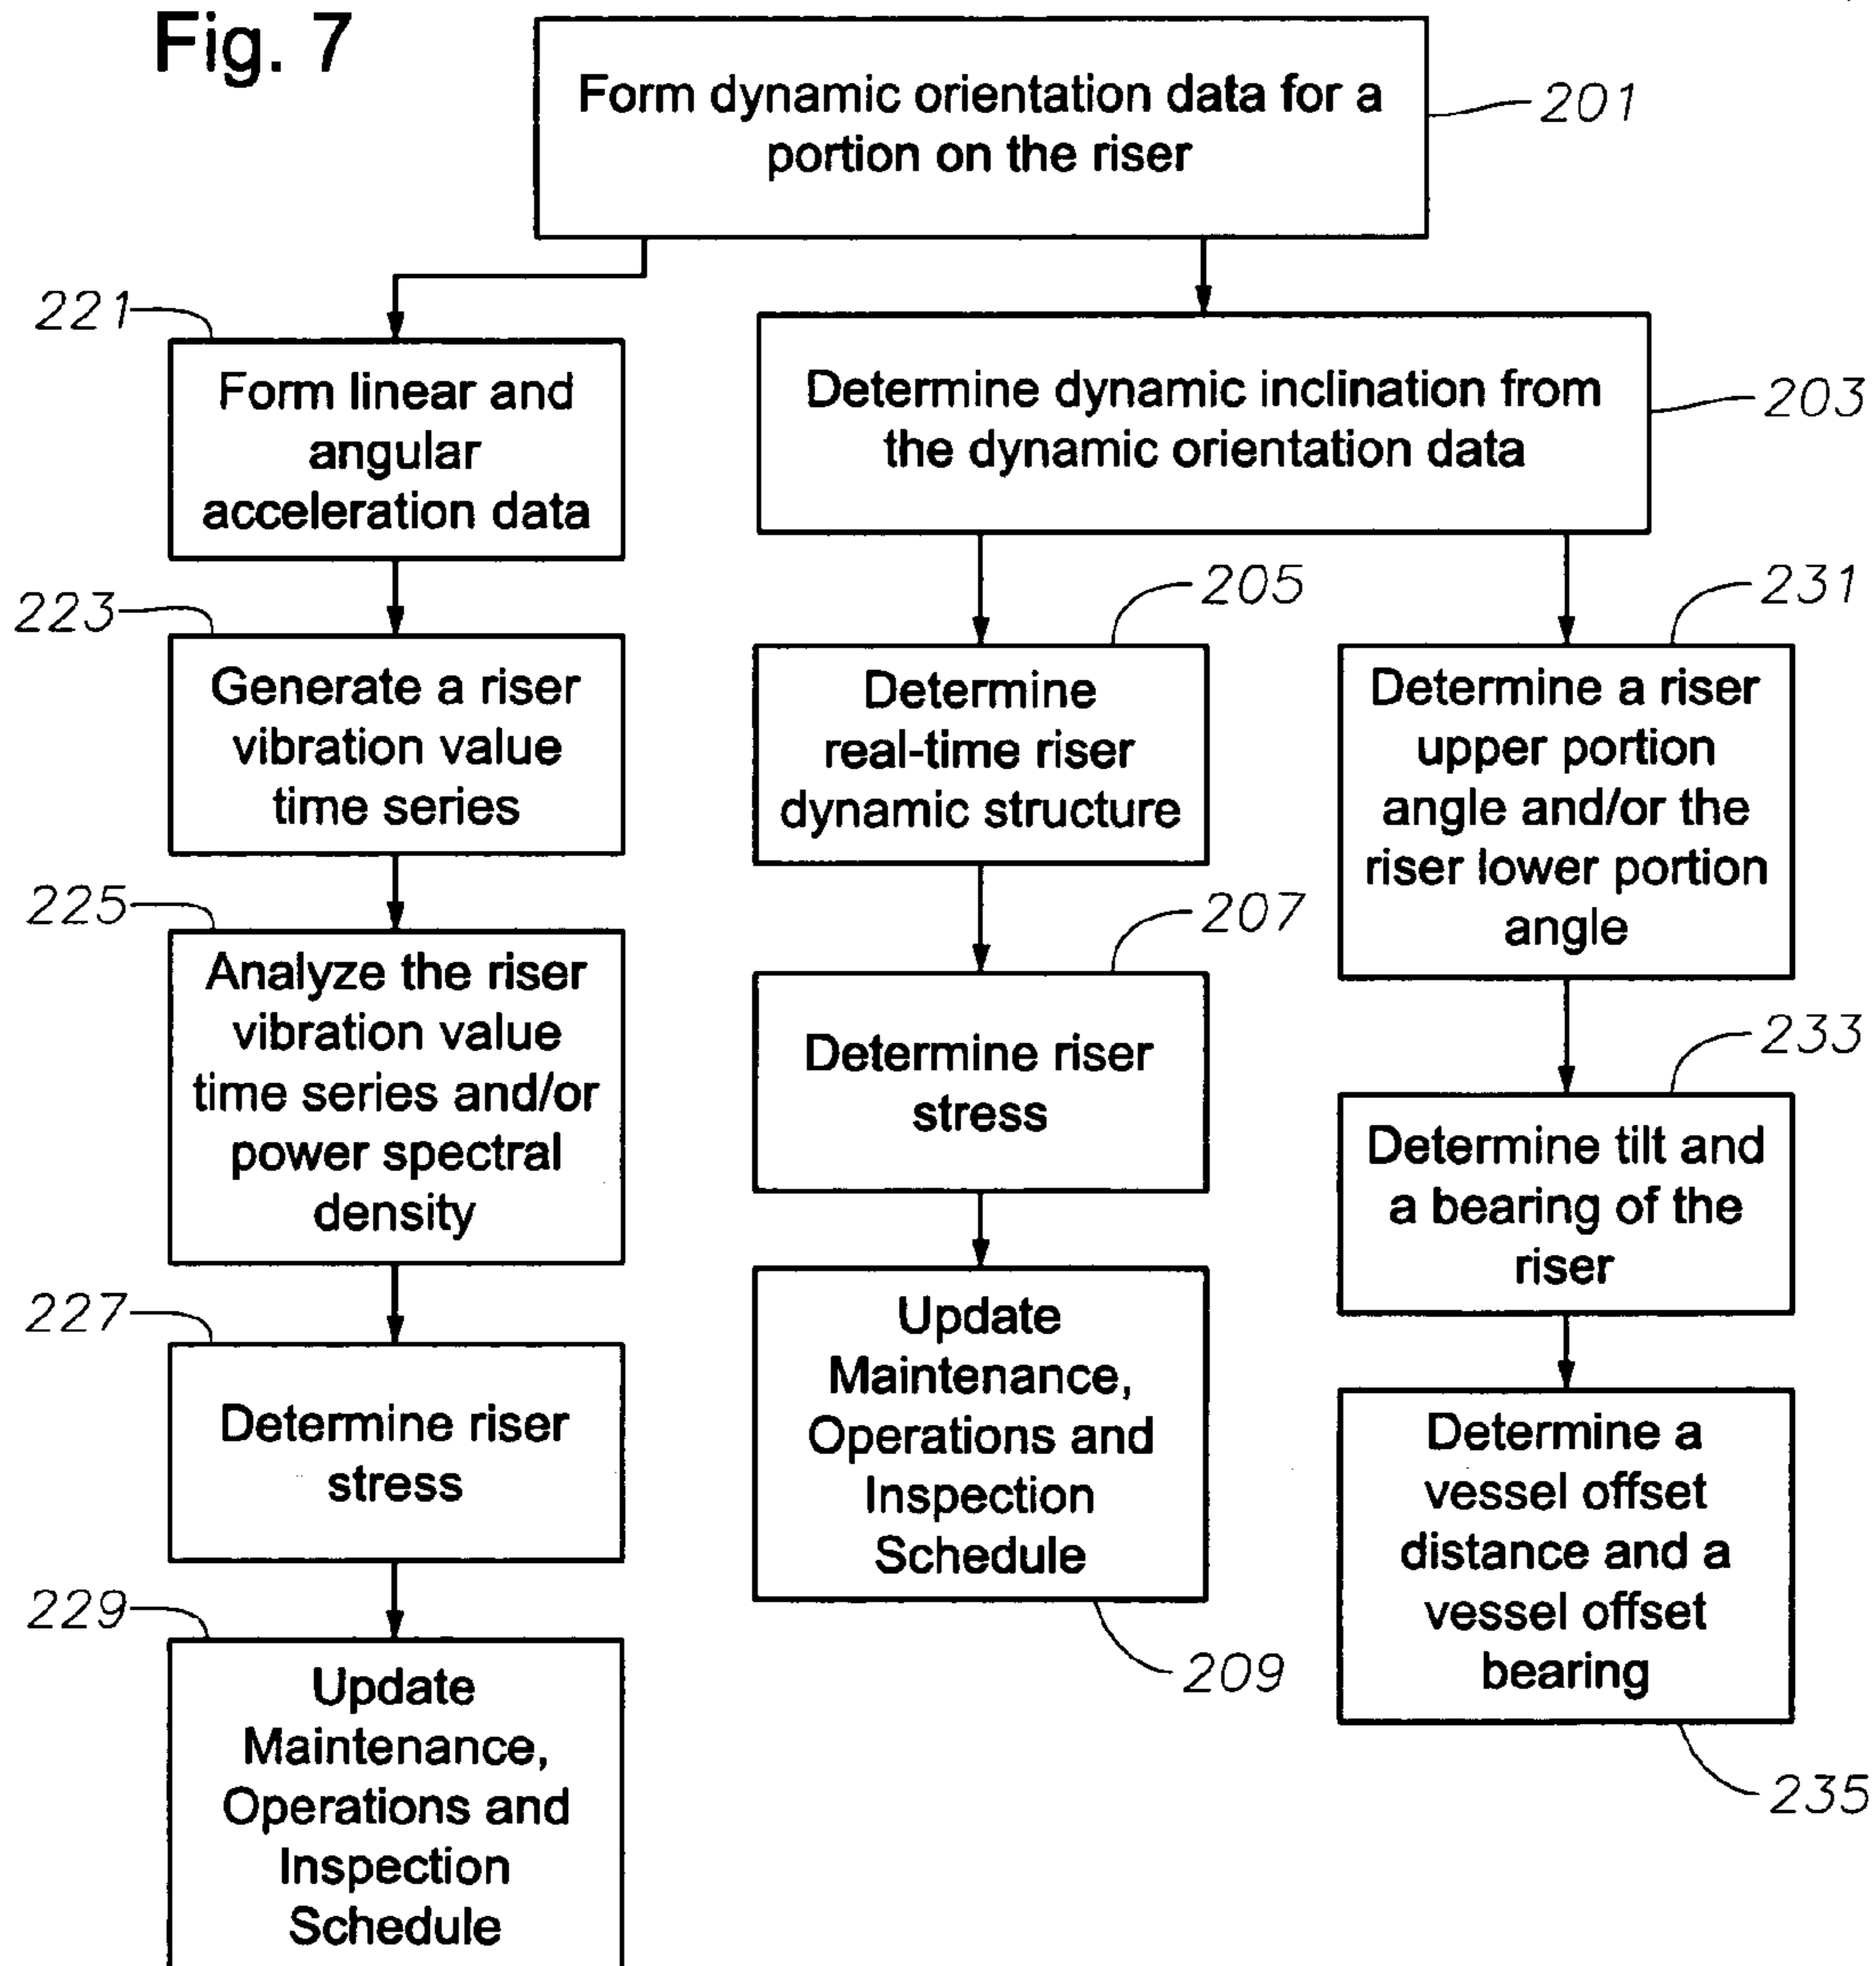 Fig. 7
Form dynamic orientation data for a
portion on the riser
201
221
Form linear and
angular
acceleration data
Determine dynamic inclination from
the dynamic orientation data
203
223
Generate a riser
vibration value
time series
205
Determine
real-time riser
dynamic structure
231
Determine a riser
upper portion
angle and/or the
riser lower portion
angle
225
Analyze the riser
vibration value
time series and/or
power spectral
density
207
Determine riser
stress
233
Determine tilt and
a bearing of the
riser
227
Determine riser
stress
Update
Maintenance,
Operations and
Inspection
Schedule
209
Determine a
vessel offset
distance and a
vessel offset
bearing
235
229
Update
Maintenance,
Operations and
Inspection
Schedule